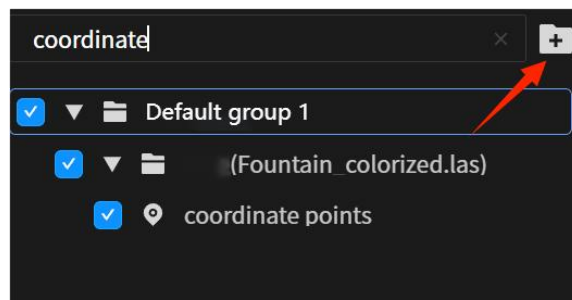 coordinate
Default group 1
(Fountain_colorized.las)
coordinate points